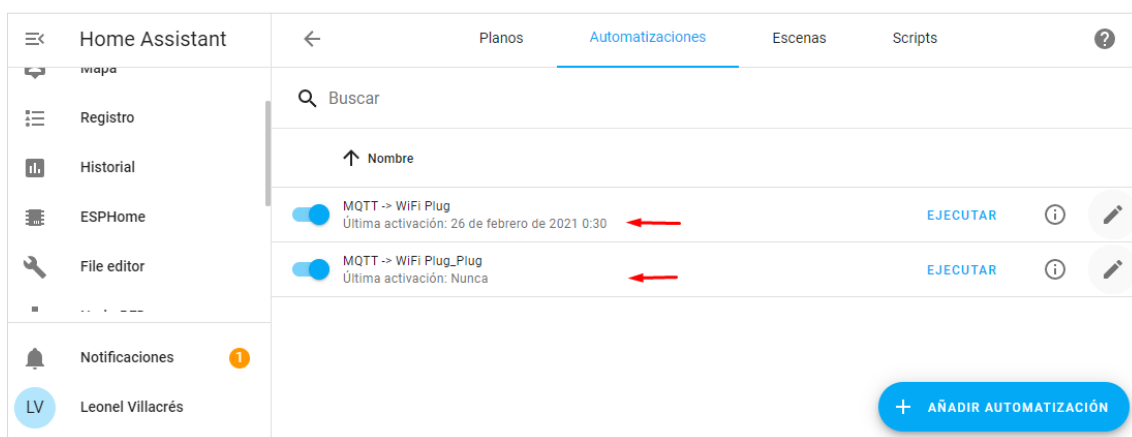 Home Assistant
Planos
Automatizaciones
Escenas
Scripts
Mapa
Registro
Historial
ESPHome
File editor
Notificaciones
1
LV
Leonel Villacrés
Buscar
Nombre
MQTT -> WiFi Plug
Última activación: 26 de febrero de 2021 0:30
EJECUTAR
MQTT -> WiFi Plug_Plug
Última activación: Nunca
EJECUTAR
+ AÑADIR AUTOMATIZACIÓN